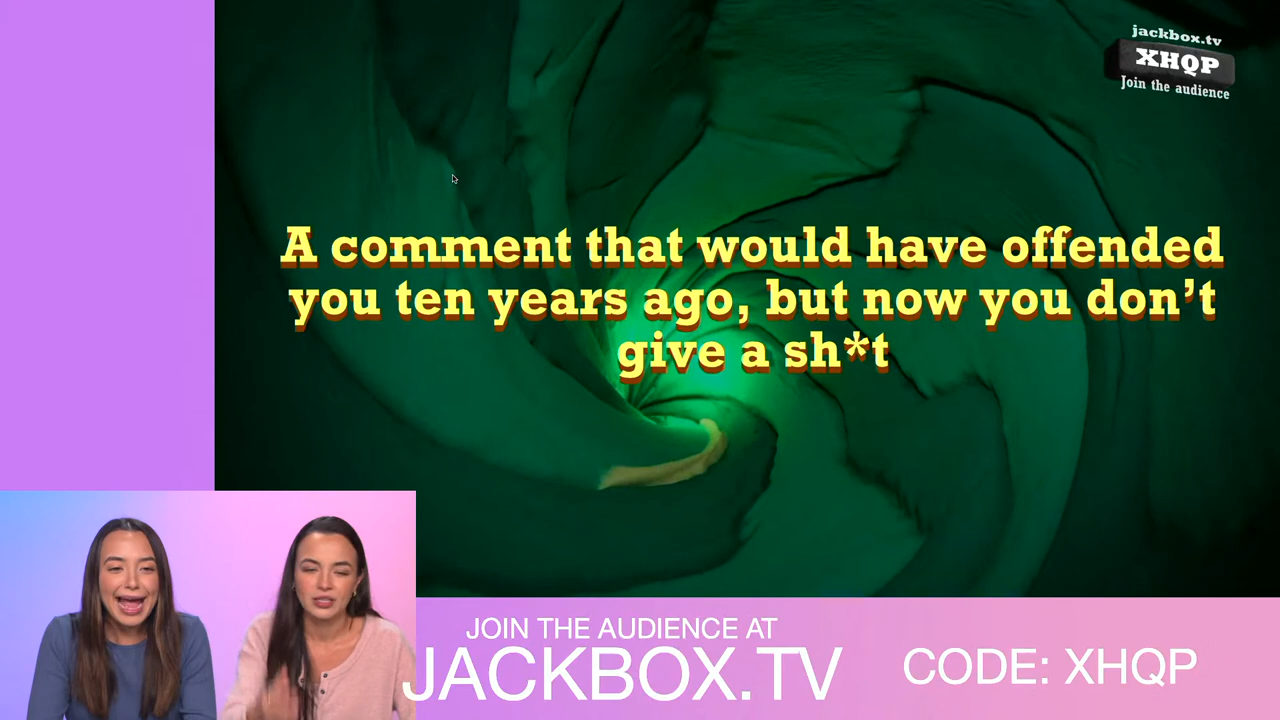 jackbox.tv
XHQP
Join the audience
A comment that would have offended
you ten years ago, but now you don't
give a sh*t
JOIN THE AUDIENCE AT
JACKBOX.TV
CODE: XHQP